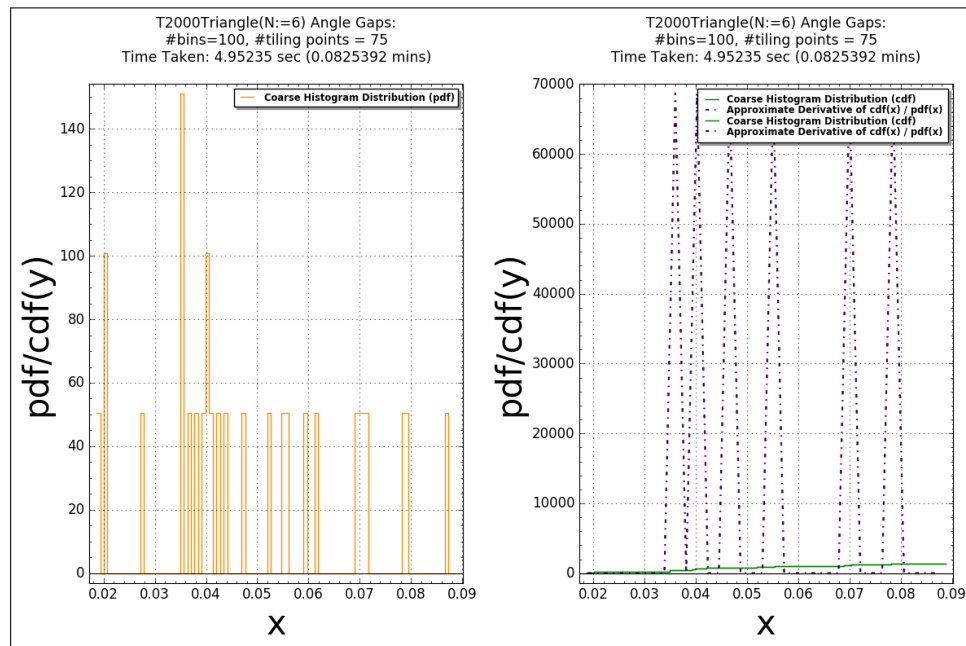 T2000Triangle(N:=6) Angle Gaps:
#bins=100, #tiling points = 75
Time Taken: 4.95235 sec (0.0825392 mins)
Coarse Histogram Distribution (pdf)
pdf/cdf(y)
140
120
100
80
60
40
20
0
0.02 0.03 0.04 0.05 0.06 0.07 0.08 0.09
x
T2000Triangle(N:=6) Angle Gaps:
#bins=100, #tiling points = 75
Time Taken: 4.95235 sec (0.0825392 mins)
Coarse Histogram Distribution (cdf)
Approximate Derivative of cdf(x) / pdf(x)
Coarse Histogram Distribution (cdf)
Approximate Derivative of cdf(x) / pdf(x)
pdf/cdf(y)
70000
60000
50000
40000
30000
20000
10000
0
0.02 0.03 0.04 0.05 0.06 0.07 0.08 0.09
x